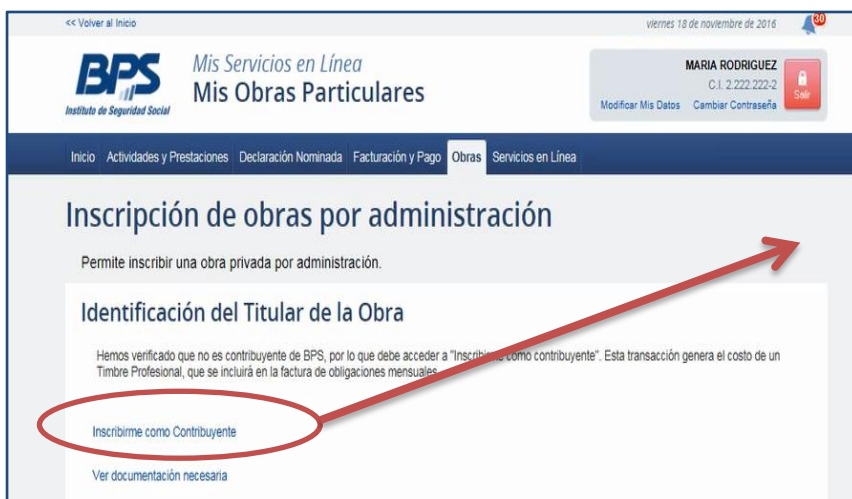 << Volver al Inicio
viernes 18 de noviembre de 2016
30
BPS
Instituto de Seguridad Social
Mis Servicios en Línea
Mis Obras Particulares
MARIA RODRIGUEZ
C.I. 2.222.222-2
Modificar Mis Datos Cambiar Contraseña
Salir
Inicio Actividades y Prestaciones Declaración Nominada Facturación y Pago Obras Servicios en Línea
Inscripción de obras por administración
Permite inscribir una obra privada por administración.
Identificación del Titular de la Obra
Hemos verificado que no es contribuyente de BPS, por lo que debe acceder a "Inscribirme como contribuyente". Esta transacción genera el costo de un
Timbre Profesional, que se incluirá en la factura de obligaciones mensuales.
Inscribirme como Contribuyente
Ver documentación necesaria